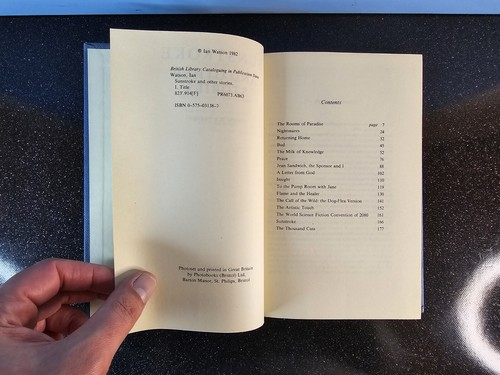 © Ian Watson 1982
British Library Cataloguing in Publication Data
Watson, Ian
Sunstroke and other stories.
I. Title
823'.914[F] PR6073.A863
ISBN 0-575-03138-
Photoset and printed in Great Britain
by Photobooks (Bristol) Ltd,
Barton Manor, St. Philips, Bristol
Contents
The Rooms of Paradise page 7
Nightmares 24
Returning Home 32
Bud 45
The Milk of Knowledge 52
Peace 76
Jean Sandwich, the Sponsor and I 88
A Letter from God 102
Insight 110
To the Pump Room with Jane 118
Flame and the Healer 130
The Call of the Wild: the Dog-Flea Version 141
The Artistic Touch 152
The World Science Fiction Convention of 2080 161
Sunstroke 166
The Thousand Cuts 177